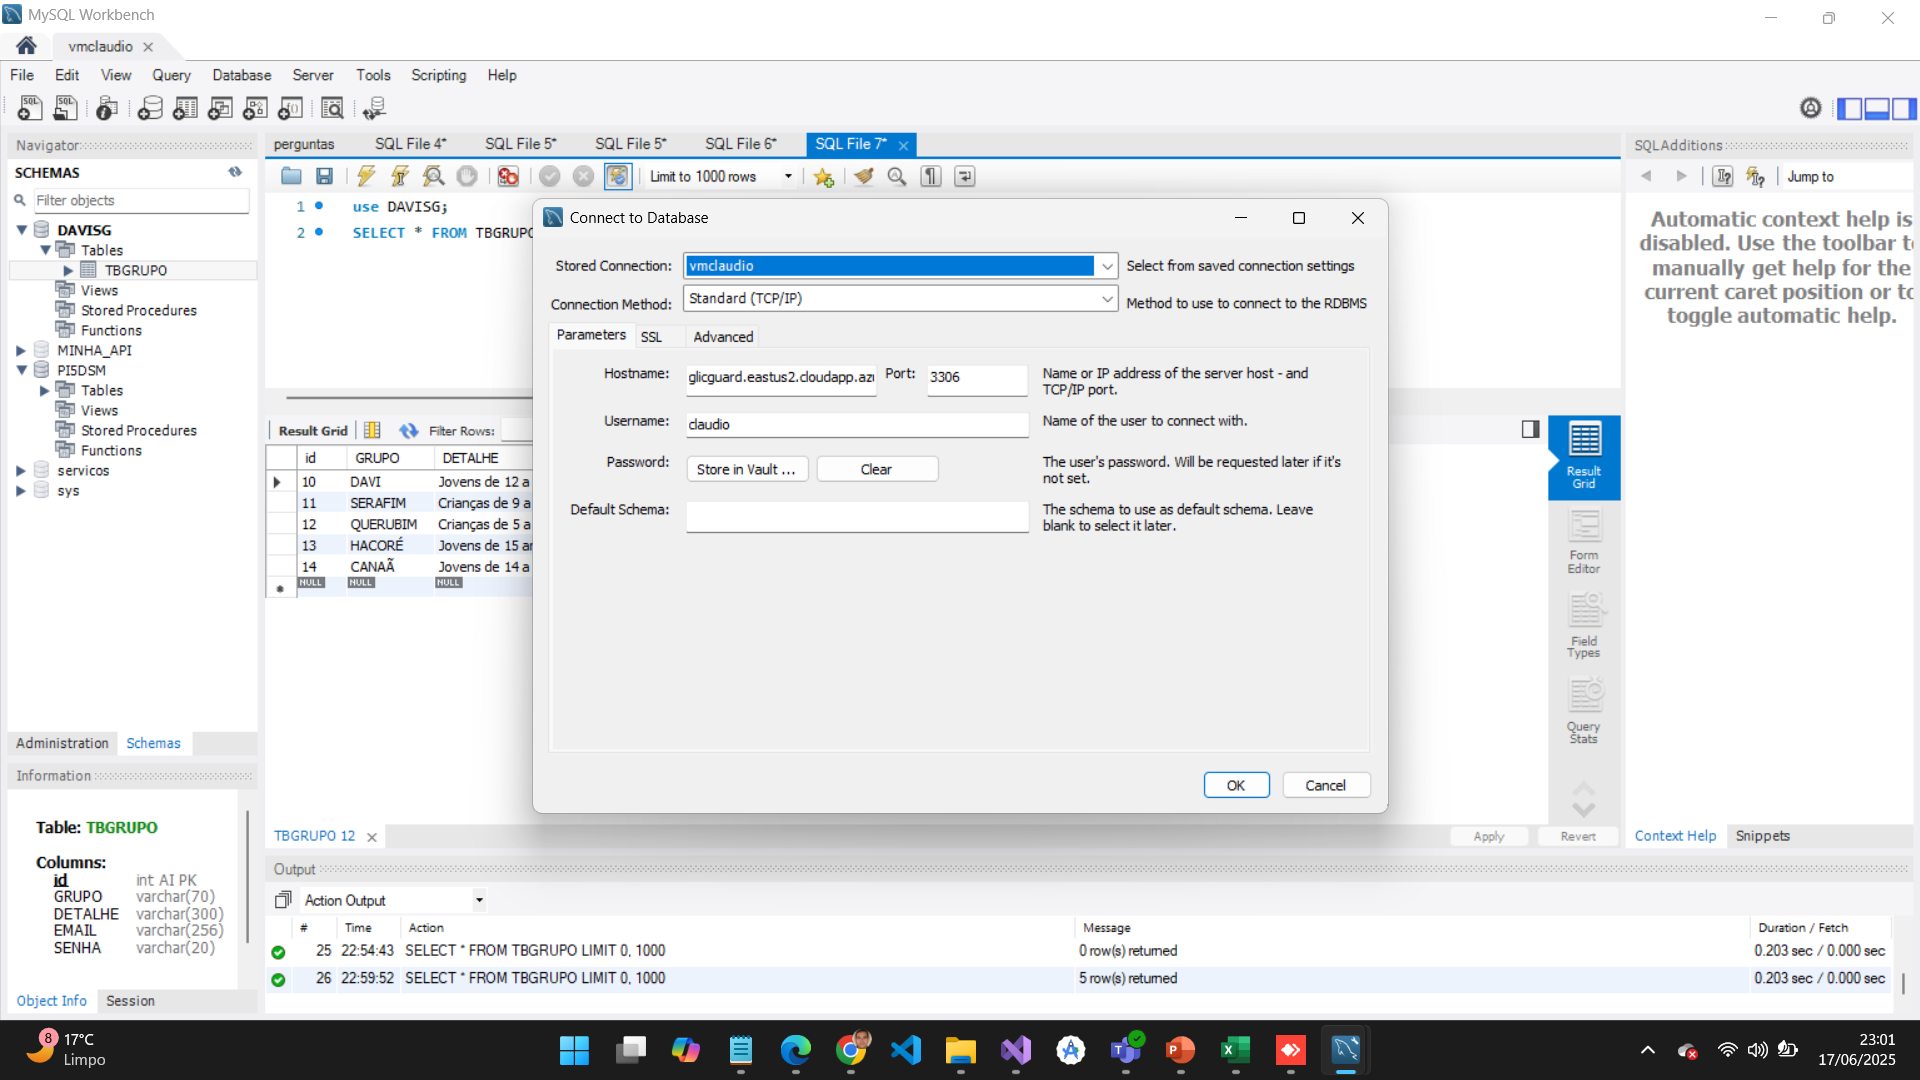 MySQL Workbench
vmclaudio
File Edit View Query Database Server Tools Scripting Help
Navigator
SCHEMAS
Filter objects
DAVISG
Tables
TBGRUPO
Views
Stored Procedures
Functions
MINHA_API
PI5DSM
Tables
Views
Stored Procedures
Functions
servicos
sys
Administration Schemas
Information
Table: TBGRUPO
Columns:
id int AI PK
GRUPO varchar(70)
DETALHE varchar(300)
EMAIL varchar(256)
SENHA varchar(20)
Object Info Session
perguntas SQL File 4* SQL File 5* SQL File 5* SQL File 6* SQL File 7*
Limit to 1000 rows
1 use DAVISG;
2 SELECT * FROM TBGRUPO
Connect to Database
Stored Connection: vmclaudio Select from saved connection settings
Connection Method: Standard (TCP/IP) Method to use to connect to the RDBMS
Parameters SSL Advanced
Hostname: glicguard.eastus2.cloudapp.azu Port: 3306 Name or IP address of the server host - and
TCP/IP port.
Username: claudio Name of the user to connect with.
Password: Store in Vault ... Clear The user's password. Will be requested later if it's
not set.
Default Schema: The schema to use as default schema. Leave
blank to select it later.
OK Cancel
Result Grid Filter Rows:
id GRUPO DETALHE
10 DAVI Jovens de 12 a
11 SERAFIM Crianças de 9 a
12 QUERUBIM Crianças de 5 a
13 HACORÉ Jovens de 15 an
14 CANAÃ Jovens de 14 a
NULL NULL NULL
Result
Grid
Form
Editor
Field
Types
Query
Stats
TBGRUPO 12 Apply Revert
SQLAdditions
Jump to
Automatic context help is
disabled. Use the toolbar to
manually get help for the
current caret position or to
toggle automatic help.
Context Help Snippets
Output
Action Output
# Time Action Message Duration / Fetch
25 22:54:43 SELECT * FROM TBGRUPO LIMIT 0, 1000 0 row(s) returned 0.203 sec / 0.000 sec
26 22:59:52 SELECT * FROM TBGRUPO LIMIT 0, 1000 5 row(s) returned 0.203 sec / 0.000 sec
8
17°C
Limpo
23:01
17/06/2025